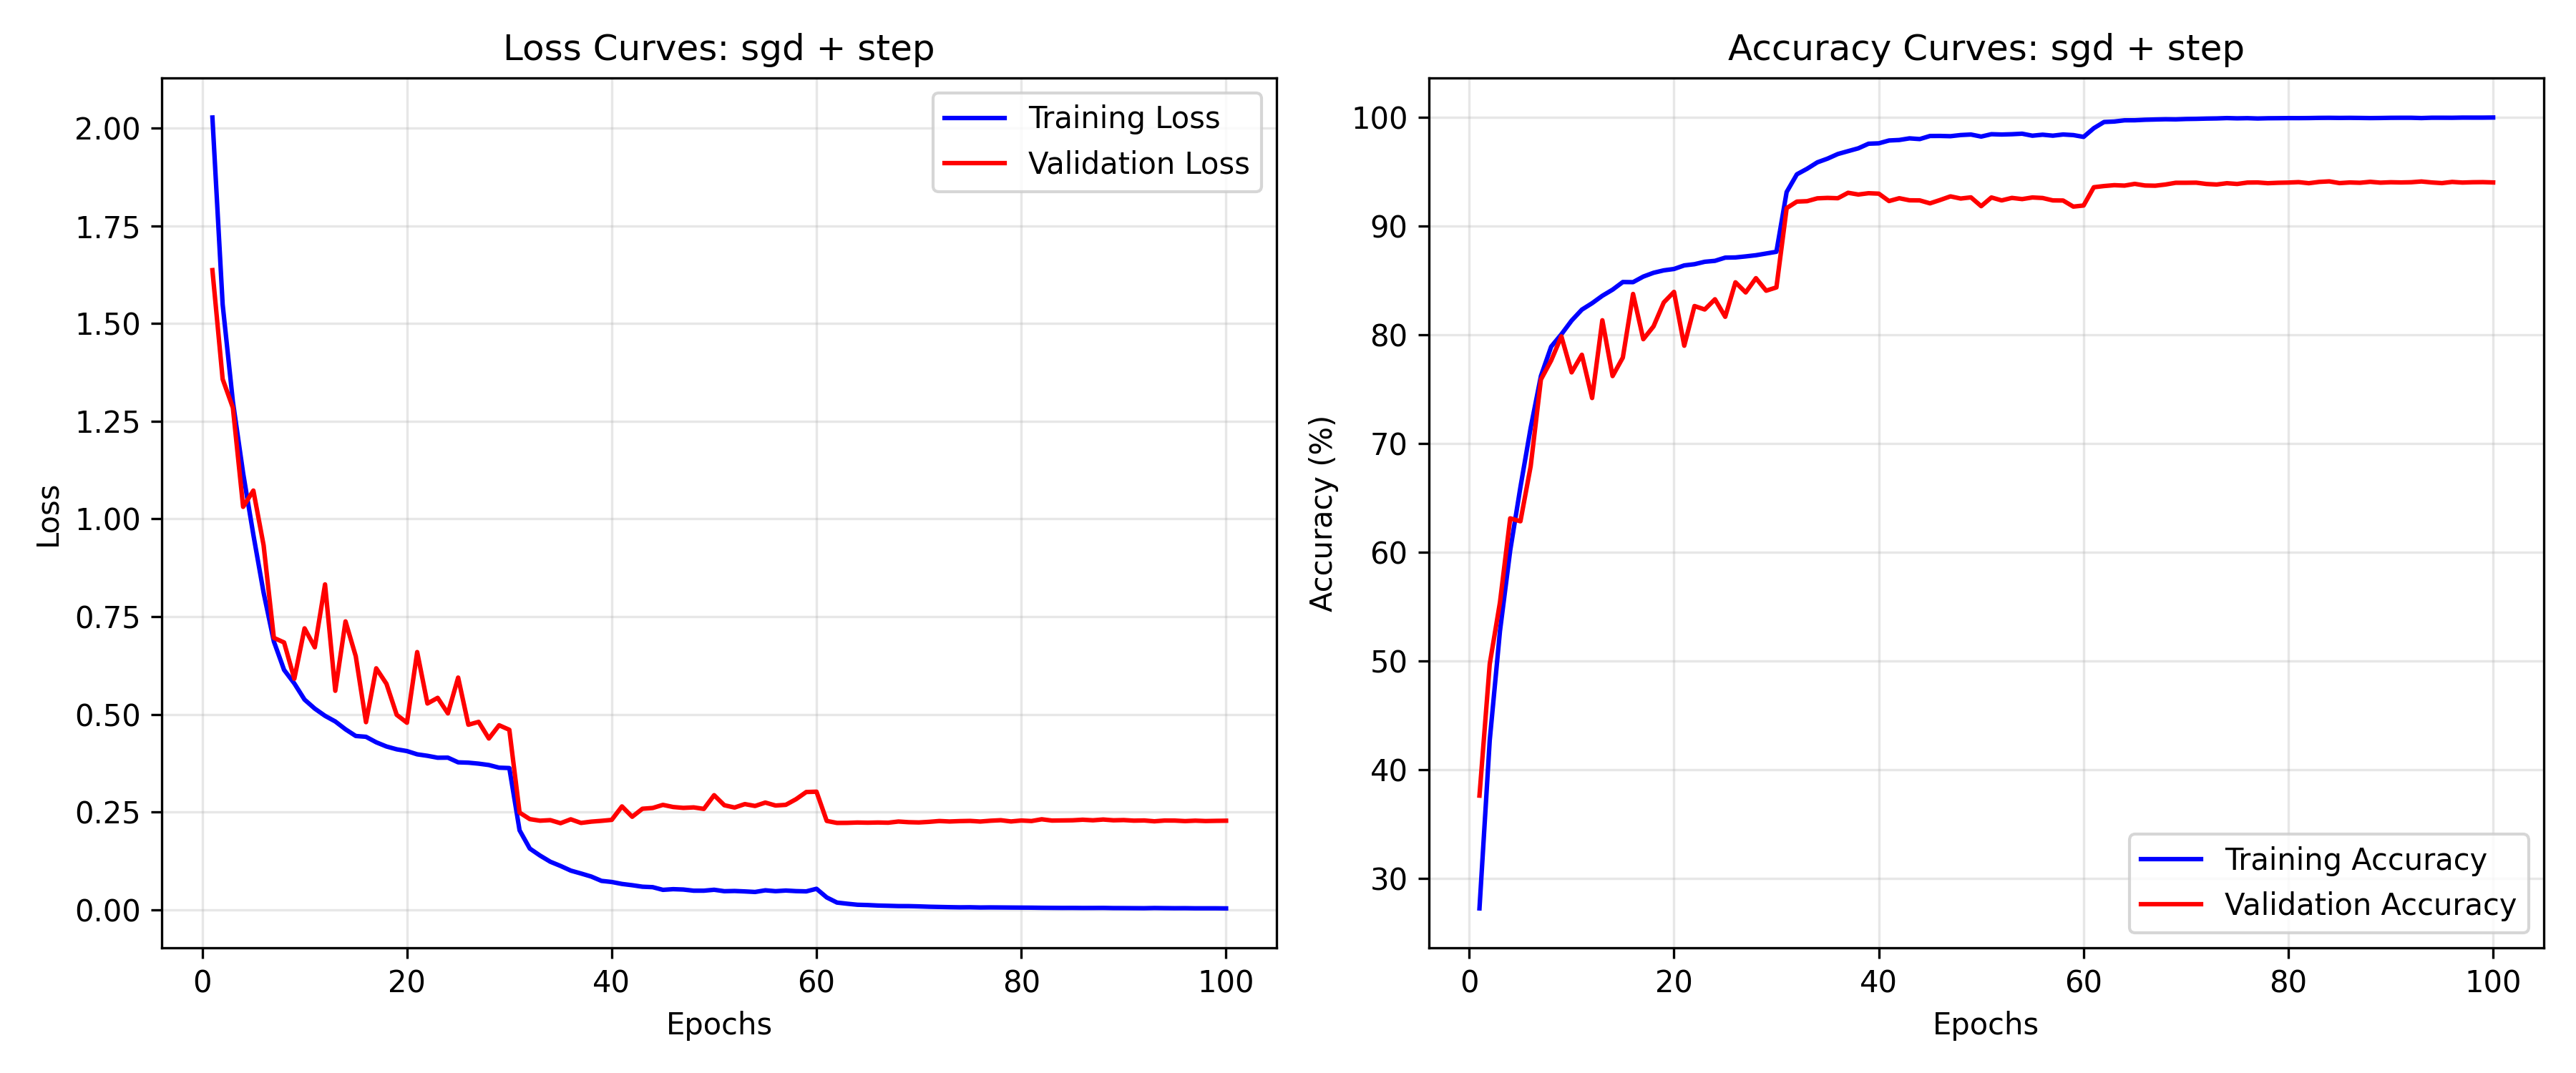 Loss Curves: sgd + step
Training Loss
Validation Loss
2.00
1.75
1.50
1.25
1.00
0.75
0.50
0.25
0.00
Loss
0 20 40 60 80 100
Epochs
Accuracy Curves: sgd + step
100
90
80
70
60
50
40
30
Accuracy (%)
Training Accuracy
Validation Accuracy
0 20 40 60 80 100
Epochs